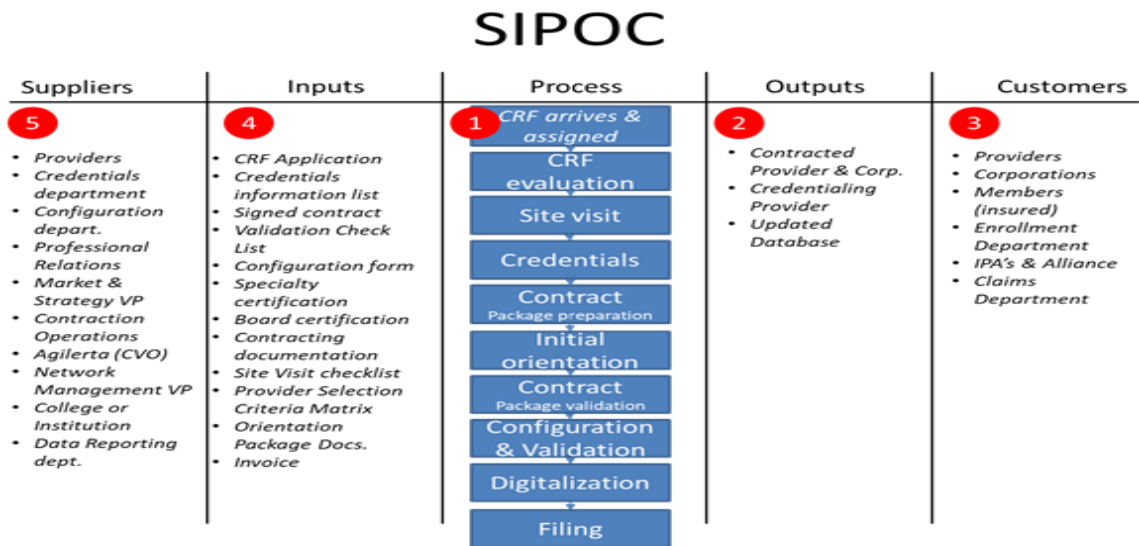 SIPOC
Suppliers
Inputs
Process
Outputs
Customers
5
• Providers
• Credentials
department
• Configuration
depart.
• Professional
Relations
• Market &
Strategy VP
• Contraction
Operations
• Agilerta (CVO)
• Network
Management VP
• College or
Institution
• Data Reporting
dept.
4
• CRF Application
• Credentials
information list
• Signed contract
• Validation Check
List
• Configuration form
• Specialty
certification
• Board certification
• Contracting
documentation
• Site Visit checklist
• Provider Selection
Criteria Matrix
• Orientation
Package Docs.
• Invoice
1
CRF arrives &
assigned
CRF
evaluation
Site visit
Credentials
Contract
Package preparation
Initial
orientation
Contract
Package validation
Configuration
& Validation
Digitalization
Filing
2
• Contracted
Provider & Corp.
• Credentialing
Provider
• Updated
Database
3
• Providers
• Corporations
• Members
(insured)
• Enrollment
Department
• IPA's & Alliance
• Claims
Department